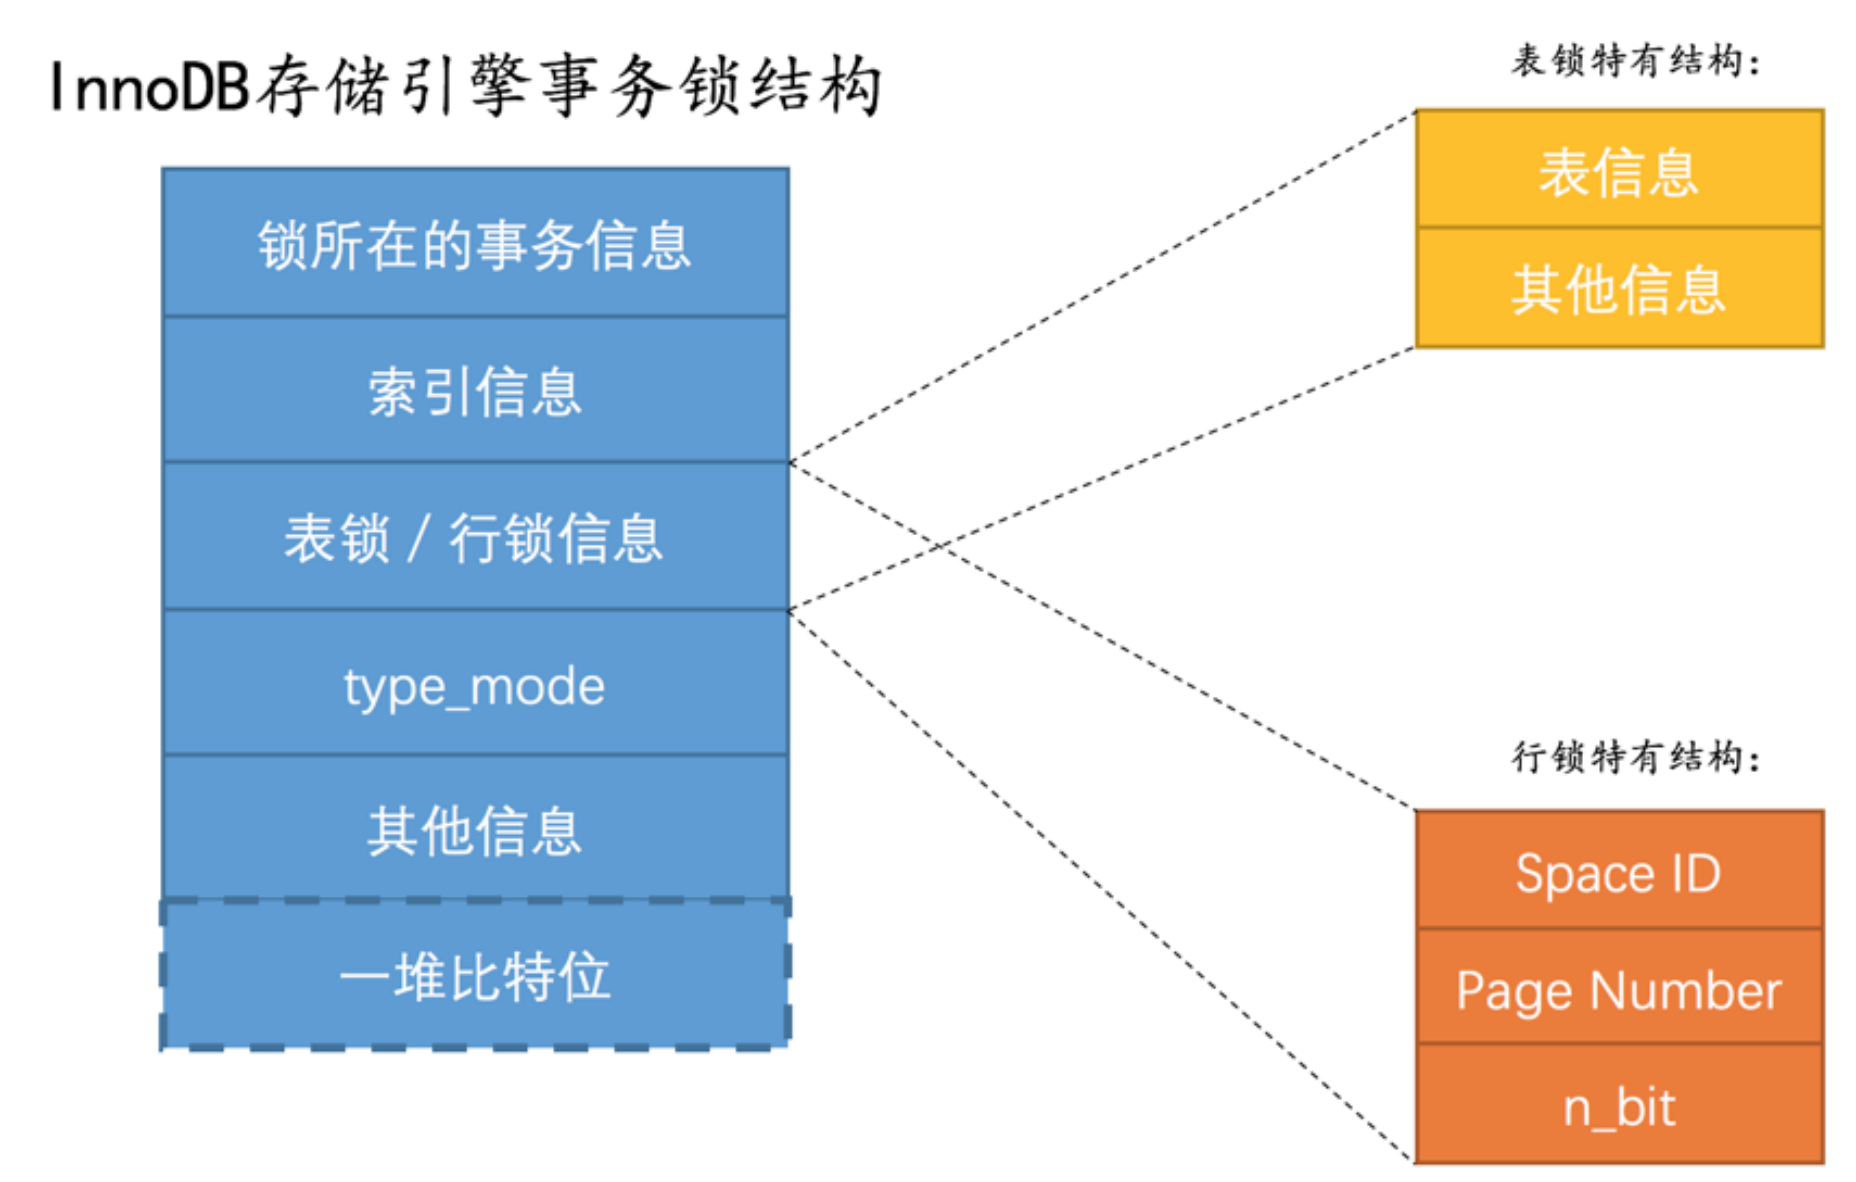 InnoDB存储引擎事务锁结构
锁所在的事务信息
索引信息
表锁 / 行锁信息
type_mode
其他信息
一堆比特位
表锁特有结构：
表信息
其他信息
行锁特有结构：
Space ID
Page Number
n_bit